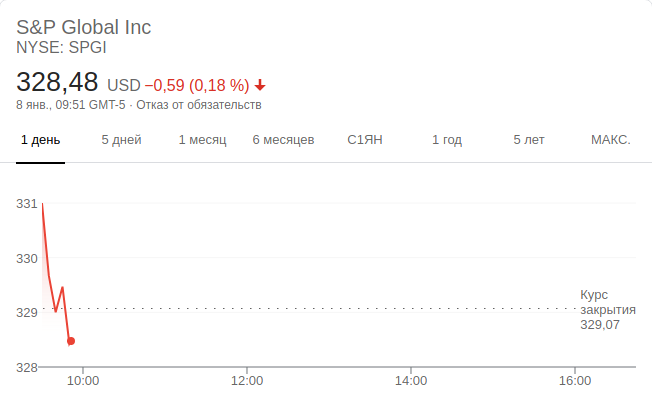 S&P Global Inc
NYSE: SPGI
328,48 USD −0,59 (0,18 %)
8 янв., 09:51 GMT-5 · Отказ от обязательств
1 день 5 дней 1 месяц 6 месяцев С1ЯН 1 год 5 лет МАКС.
331
330
329
328
Курс
закрытия
329,07
10:00 12:00 14:00 16:00